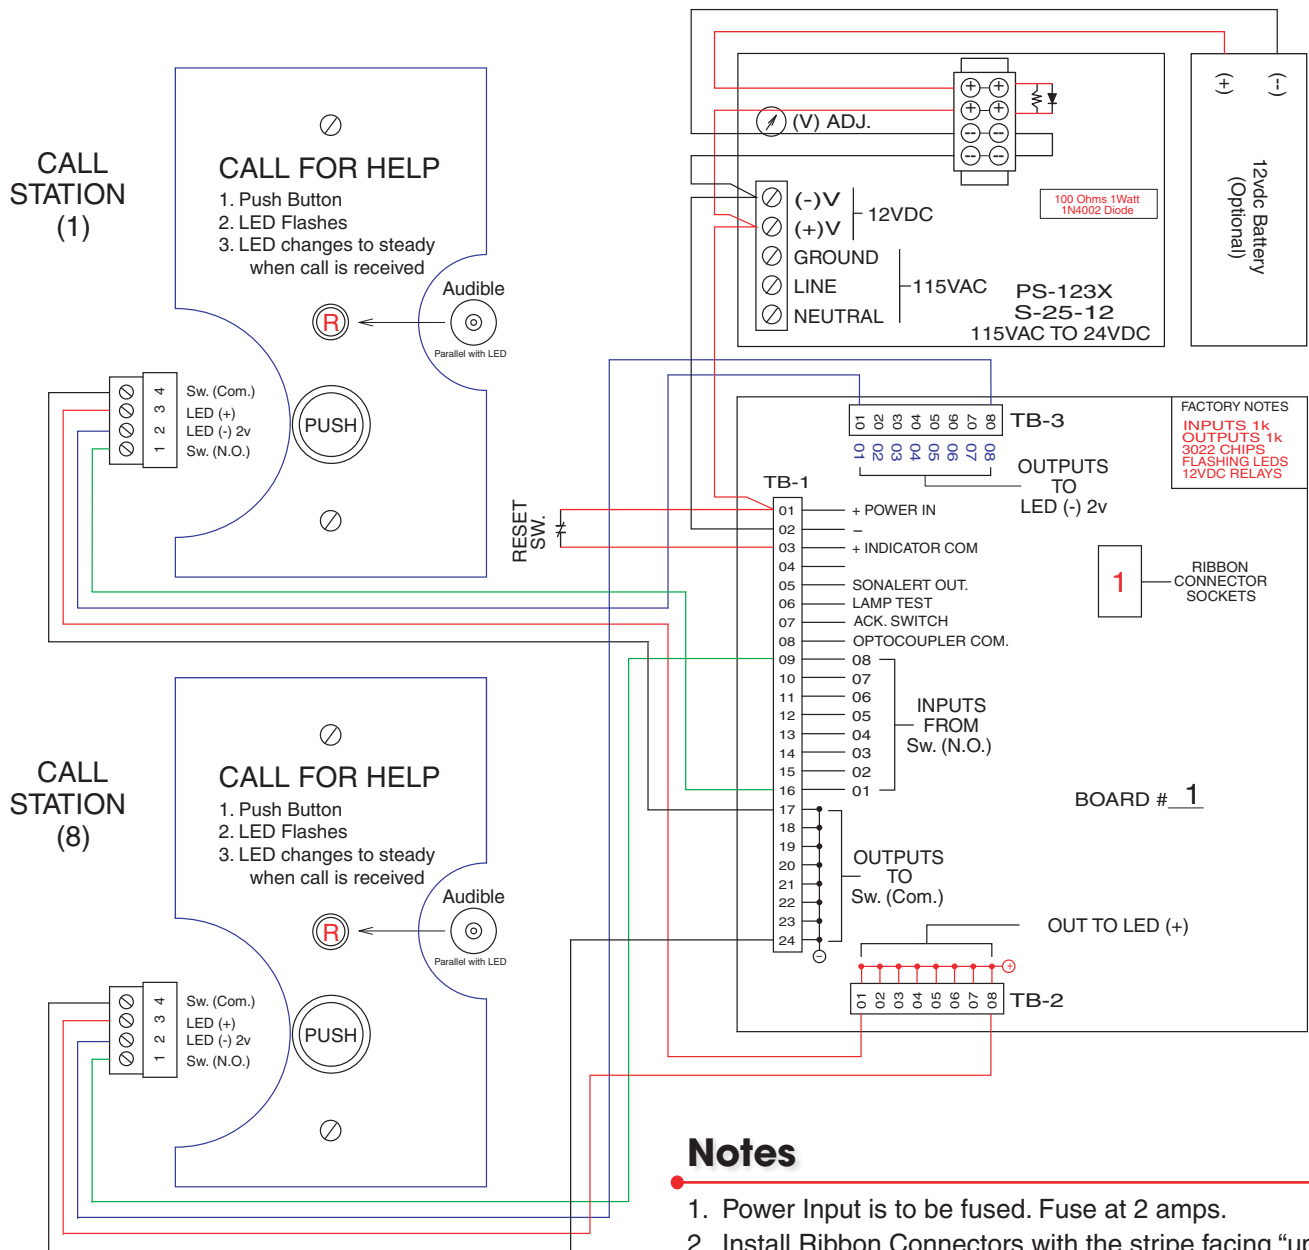 CALL
STATION
(1)
CALL FOR HELP
1. Push Button
2. LED Flashes
3. LED changes to steady
when call is received
Audible
R
Parallel with LED
PUSH
4 Sw. (Com.)
3 LED (+)
2 LED (-) 2v
1 Sw. (N.O.)
CALL
STATION
(8)
CALL FOR HELP
1. Push Button
2. LED Flashes
3. LED changes to steady
when call is received
Audible
R
Parallel with LED
PUSH
4 Sw. (Com.)
3 LED (+)
2 LED (-) 2v
1 Sw. (N.O.)
(V) ADJ.
+ +
+ +
-- --
-- --
100 Ohms 1Watt
1N4002 Diode
(-)V
(+)V
12VDC
GROUND
LINE
NEUTRAL
115VAC
PS-123X
S-25-12
115VAC TO 24VDC
(+) (--)
12vdc Battery
(Optional)
01 02 03 04 05 06 07 08 TB-3
01 02 03 04 05 06 07 08
OUTPUTS
TO
LED (-) 2v
FACTORY NOTES
INPUTS 1k
OUTPUTS 1k
3022 CHIPS
FLASHING LEDS
12VDC RELAYS
RESET
SW.
TB-1
01 + POWER IN
02 –
03 + INDICATOR COM
04
05 SONALERT OUT.
06 LAMP TEST
07 ACK. SWITCH
08 OPTOCOUPLER COM.
09 08
10 07
11 06
12 05
13 04
14 03
15 02
16 01
INPUTS
FROM
Sw. (N.O.)
17
18
19
20
21
22
23
24
OUTPUTS
TO
Sw. (Com.)
1
RIBBON
CONNECTOR
SOCKETS
BOARD # 1
OUT TO LED (+)
01 02 03 04 05 06 07 08 TB-2
Notes
1. Power Input is to be fused. Fuse at 2 amps.
2. Install Ribbon Connectors with the stripe facing “up